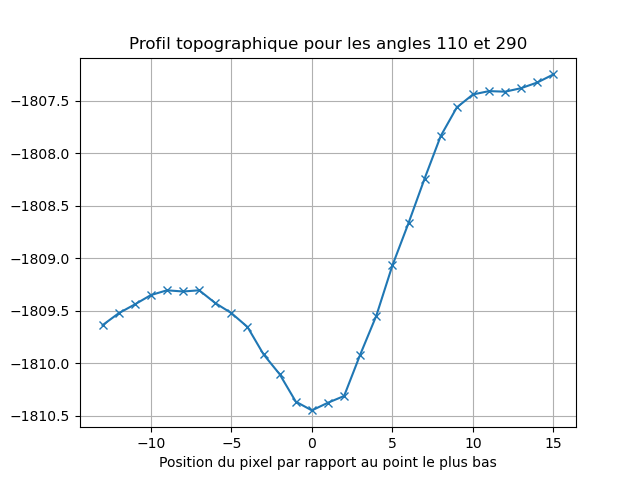 Profil topographique pour les angles 110 et 290
−1807.5
−1808.0
−1808.5
−1809.0
−1809.5
−1810.0
−1810.5
−10 −5 0 5 10 15
Position du pixel par rapport au point le plus bas